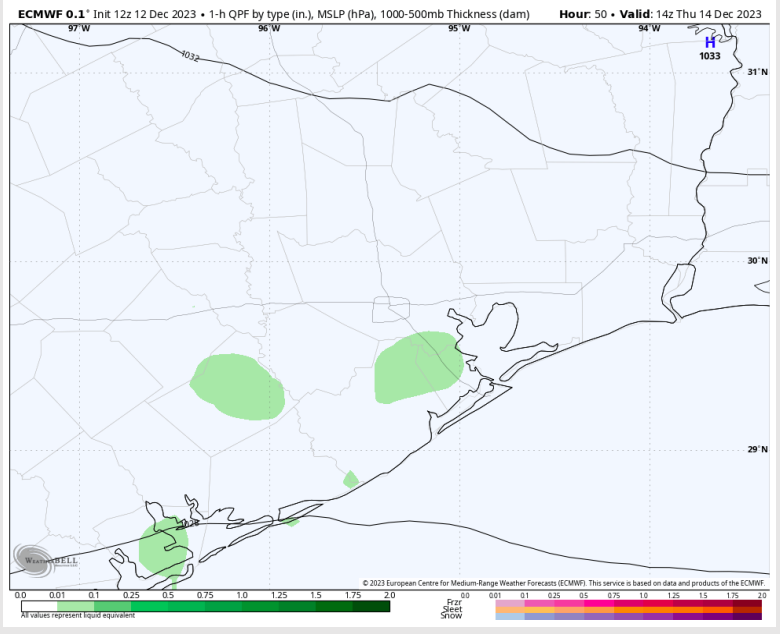 ECMWF 0.1° Init 12z 12 Dec 2023 • 1-h QPF by type (in.), MSLP (hPa), 1000-500mb Thickness (dam) Hour: 50 • Valid: 14z Thu 14 Dec 2023
97°W 96°W 95°W 94°W
1032
H
1033
31°N
30°N
29°N
WeatherBELL
© 2023 European Centre for Medium-Range Weather Forecasts (ECMWF). This service is based on data and products of the ECMWF.
0.0 0.01 0.1 0.25 0.5 0.75 1.0 1.25 1.5 1.75 2.0
All values represent liquid equivalent
0.0 0.01 0.1 0.25 0.5 0.75 1.0 1.25 1.5 1.75 2.0
Frzr
Sleet
Snow